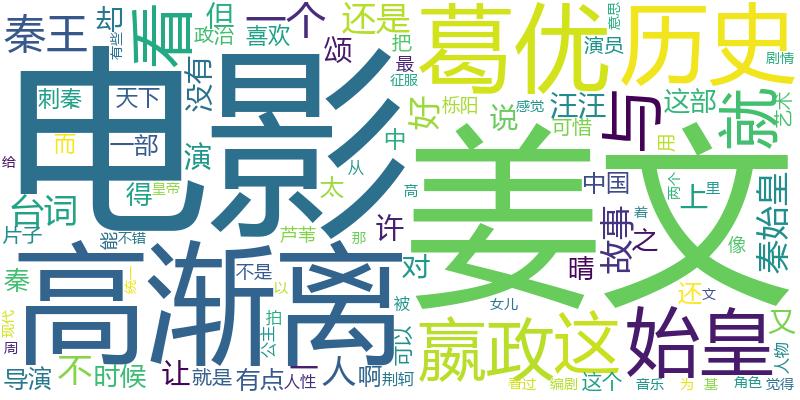 秦王
却
有些
看
但
政治
一个
喜欢
还是
颂
把
最
征服
葛优
历史
意思
演员
剧情
刺秦
天下
没有
电影
而
一部
演
中
给
得
皇帝
太
从
台词
片子
能
不错
芦苇
那
许
高渐离
秦
统一
不是
以
对
被
现代
周
公主
拍
可以
导演
不
时候
让
就是
有点
人性
一
人
啊
荆轲
好
栎阳
说
感觉
汪汪
可惜
与
这部
就
艺术
用
姜文
高
中国
两个
上
里
故事
之
着
秦始皇
晴
像
女儿
还
文
嬴政
这
始皇
又
人物
这个
音乐
为
基
角色
觉得
音过
编剧